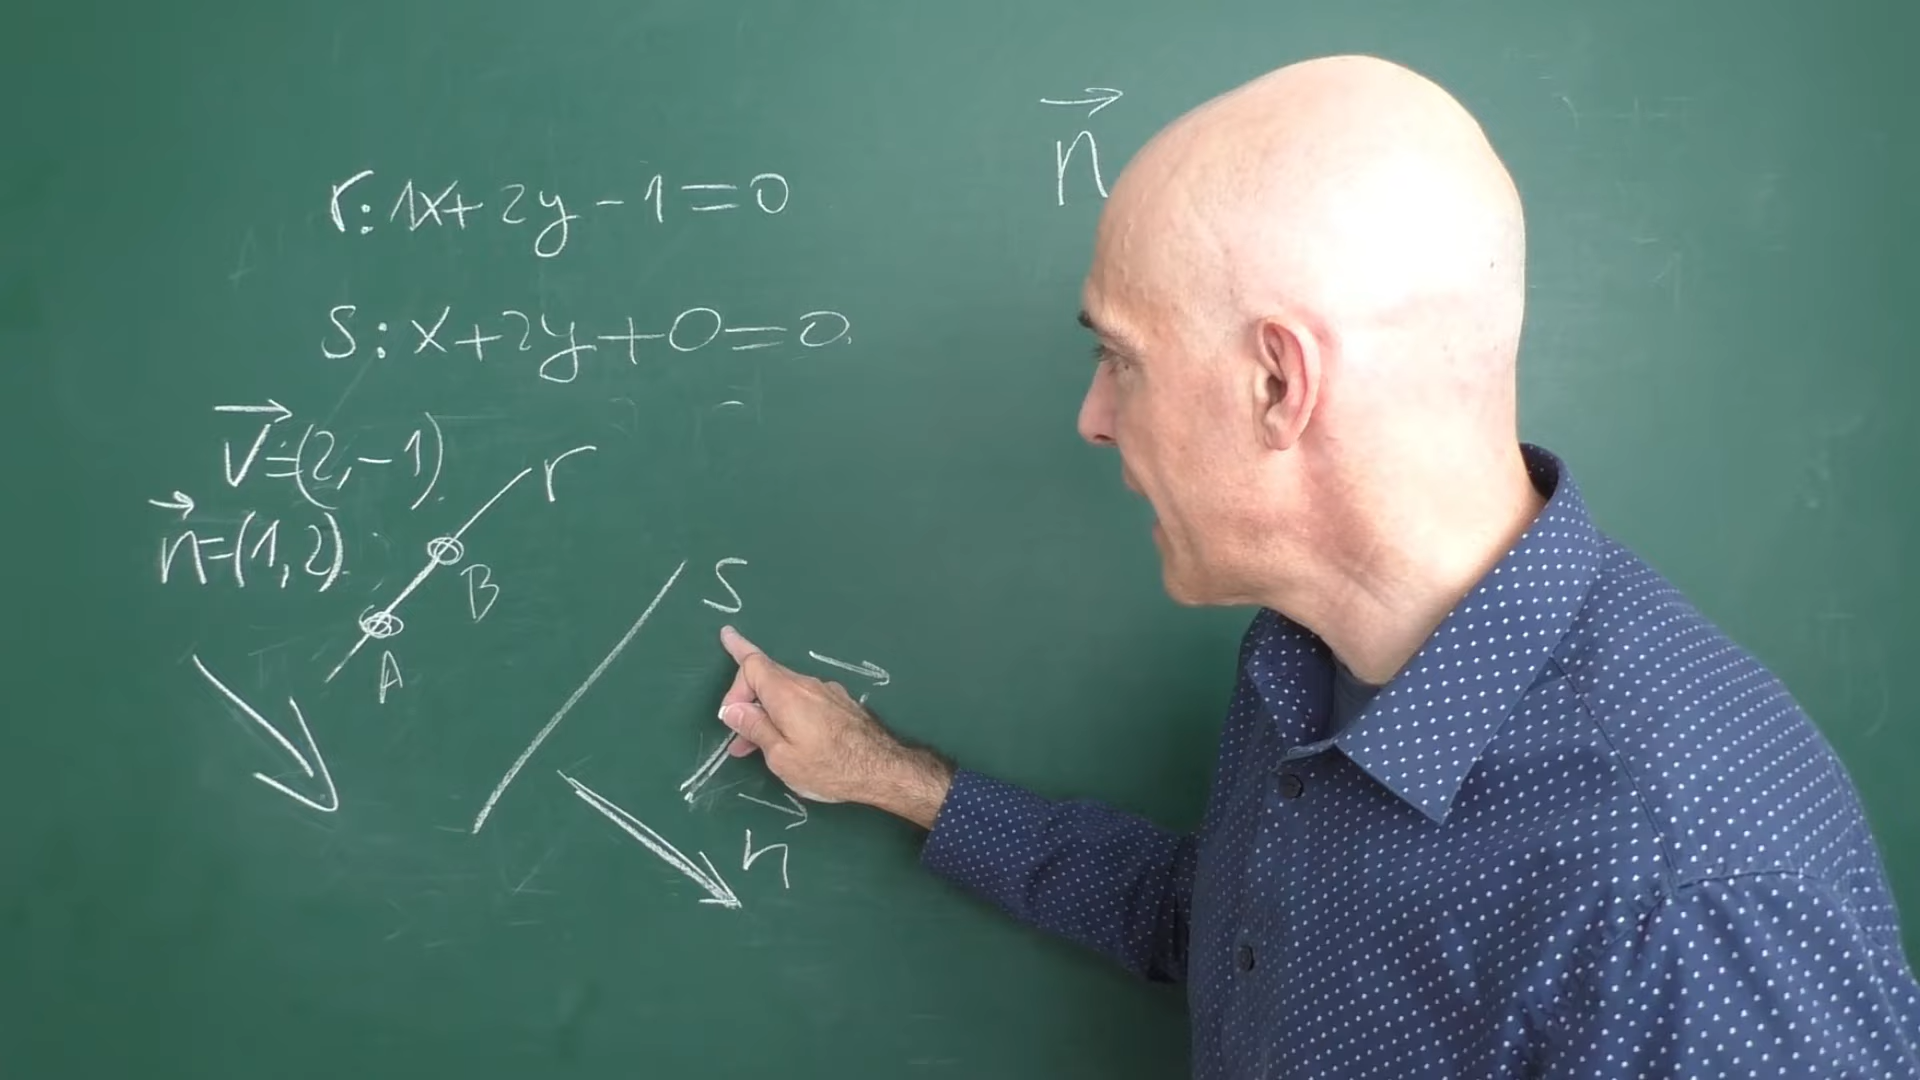 n
r: 1x + 2y - 1 = 0
s: x + 2y + 0 = 0.
v = (2, -1).
r
n = (1, 2).
B
S
A
n